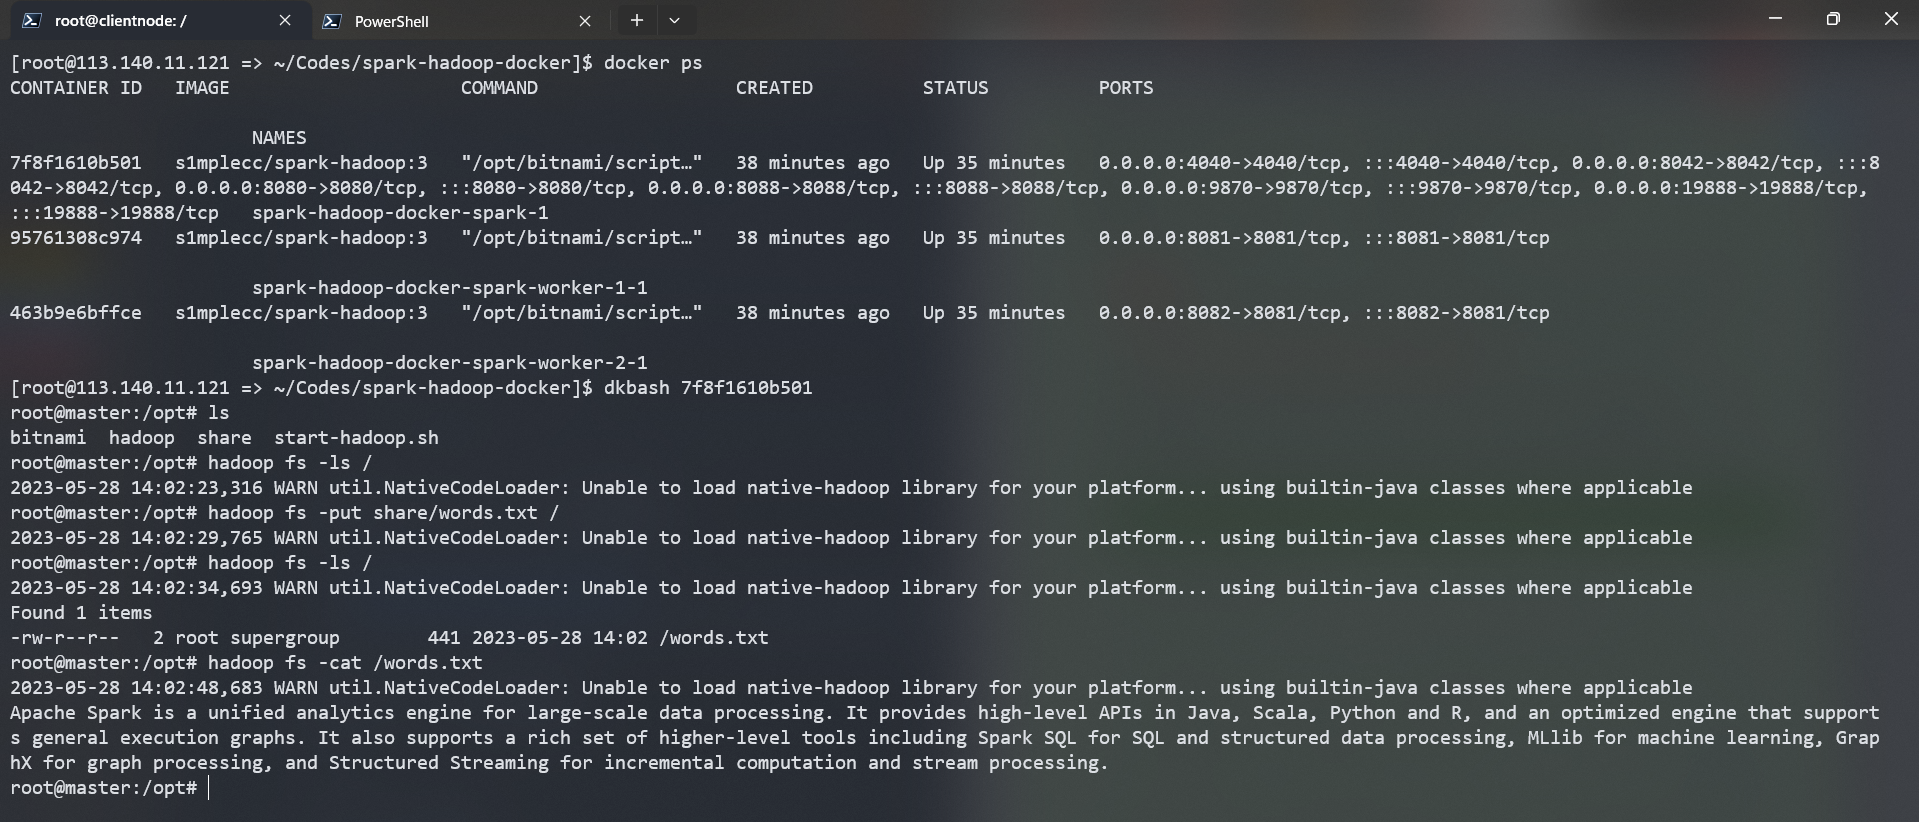 root@clientnode: /
PowerShell
[root@113.140.11.121 => ~/Codes/spark-hadoop-docker]$ docker ps
CONTAINER ID   IMAGE                     COMMAND                  CREATED          STATUS          PORTS
NAMES
7f8f1610b501   s1mplecc/spark-hadoop:3   "/opt/bitnami/script…"   38 minutes ago   Up 35 minutes   0.0.0.0:4040->4040/tcp, :::4040->4040/tcp, 0.0.0.0:8042->8042/tcp, :::8
042->8042/tcp, 0.0.0.0:8080->8080/tcp, :::8080->8080/tcp, 0.0.0.0:8088->8088/tcp, :::8088->8088/tcp, 0.0.0.0:9870->9870/tcp, :::9870->9870/tcp, 0.0.0.0:19888->19888/tcp,
:::19888->19888/tcp   spark-hadoop-docker-spark-1
95761308c974   s1mplecc/spark-hadoop:3   "/opt/bitnami/script…"   38 minutes ago   Up 35 minutes   0.0.0.0:8081->8081/tcp, :::8081->8081/tcp
spark-hadoop-docker-spark-worker-1-1
463b9e6bffce   s1mplecc/spark-hadoop:3   "/opt/bitnami/script…"   38 minutes ago   Up 35 minutes   0.0.0.0:8082->8081/tcp, :::8082->8081/tcp
spark-hadoop-docker-spark-worker-2-1
[root@113.140.11.121 => ~/Codes/spark-hadoop-docker]$ dkbash 7f8f1610b501
root@master:/opt# ls
bitnami  hadoop  share  start-hadoop.sh
root@master:/opt# hadoop fs -ls /
2023-05-28 14:02:23,316 WARN util.NativeCodeLoader: Unable to load native-hadoop library for your platform... using builtin-java classes where applicable
root@master:/opt# hadoop fs -put share/words.txt /
2023-05-28 14:02:29,765 WARN util.NativeCodeLoader: Unable to load native-hadoop library for your platform... using builtin-java classes where applicable
root@master:/opt# hadoop fs -ls /
2023-05-28 14:02:34,693 WARN util.NativeCodeLoader: Unable to load native-hadoop library for your platform... using builtin-java classes where applicable
Found 1 items
-rw-r--r--   2 root supergroup        441 2023-05-28 14:02 /words.txt
root@master:/opt# hadoop fs -cat /words.txt
2023-05-28 14:02:48,683 WARN util.NativeCodeLoader: Unable to load native-hadoop library for your platform... using builtin-java classes where applicable
Apache Spark is a unified analytics engine for large-scale data processing. It provides high-level APIs in Java, Scala, Python and R, and an optimized engine that support
s general execution graphs. It also supports a rich set of higher-level tools including Spark SQL for SQL and structured data processing, MLlib for machine learning, Grap
hX for graph processing, and Structured Streaming for incremental computation and stream processing.
root@master:/opt#